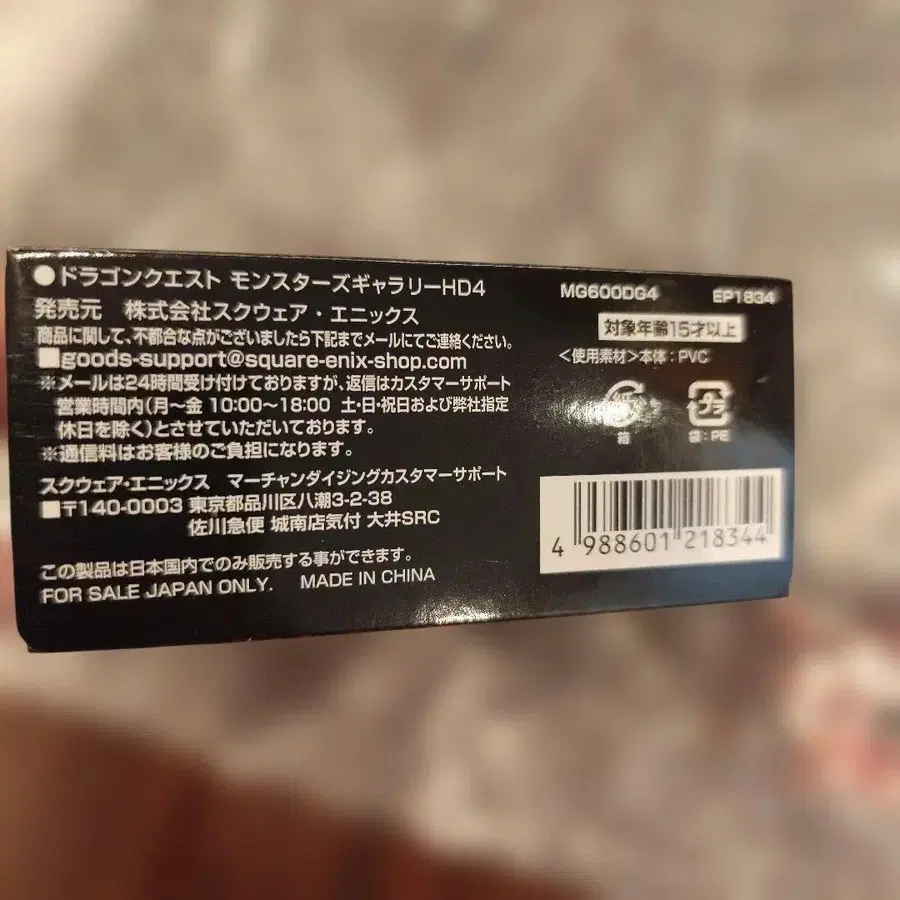 ●ドラゴンクエスト モンスターズギャラリーHD4
発売元　株式会社スクウェア・エニックス
商品に関して、不都合な点がございましたら下記までメールにてご連絡ください。
■goods-support@square-enix-shop.com
※メールは24時間受け付けておりますが、返信はカスタマーサポート
営業時間内(月〜金 10:00〜18:00　土・日・祝日および弊社指定
休日を除く)とさせていただいております。
※通信料はお客様のご負担になります。
スクウェア・エニックス　マーチャンダイジングカスタマーサポート
■〒140-0003 東京都品川区八潮3-2-38
佐川急便 城南店気付 大井SRC
この製品は日本国内でのみ販売する事ができます。
FOR SALE JAPAN ONLY.　MADE IN CHINA
MG600DG4　EP1834
対象年齢15才以上
＜使用素材＞本体：PVC
紙 プラ
箱 袋：PE
4 988601 218344